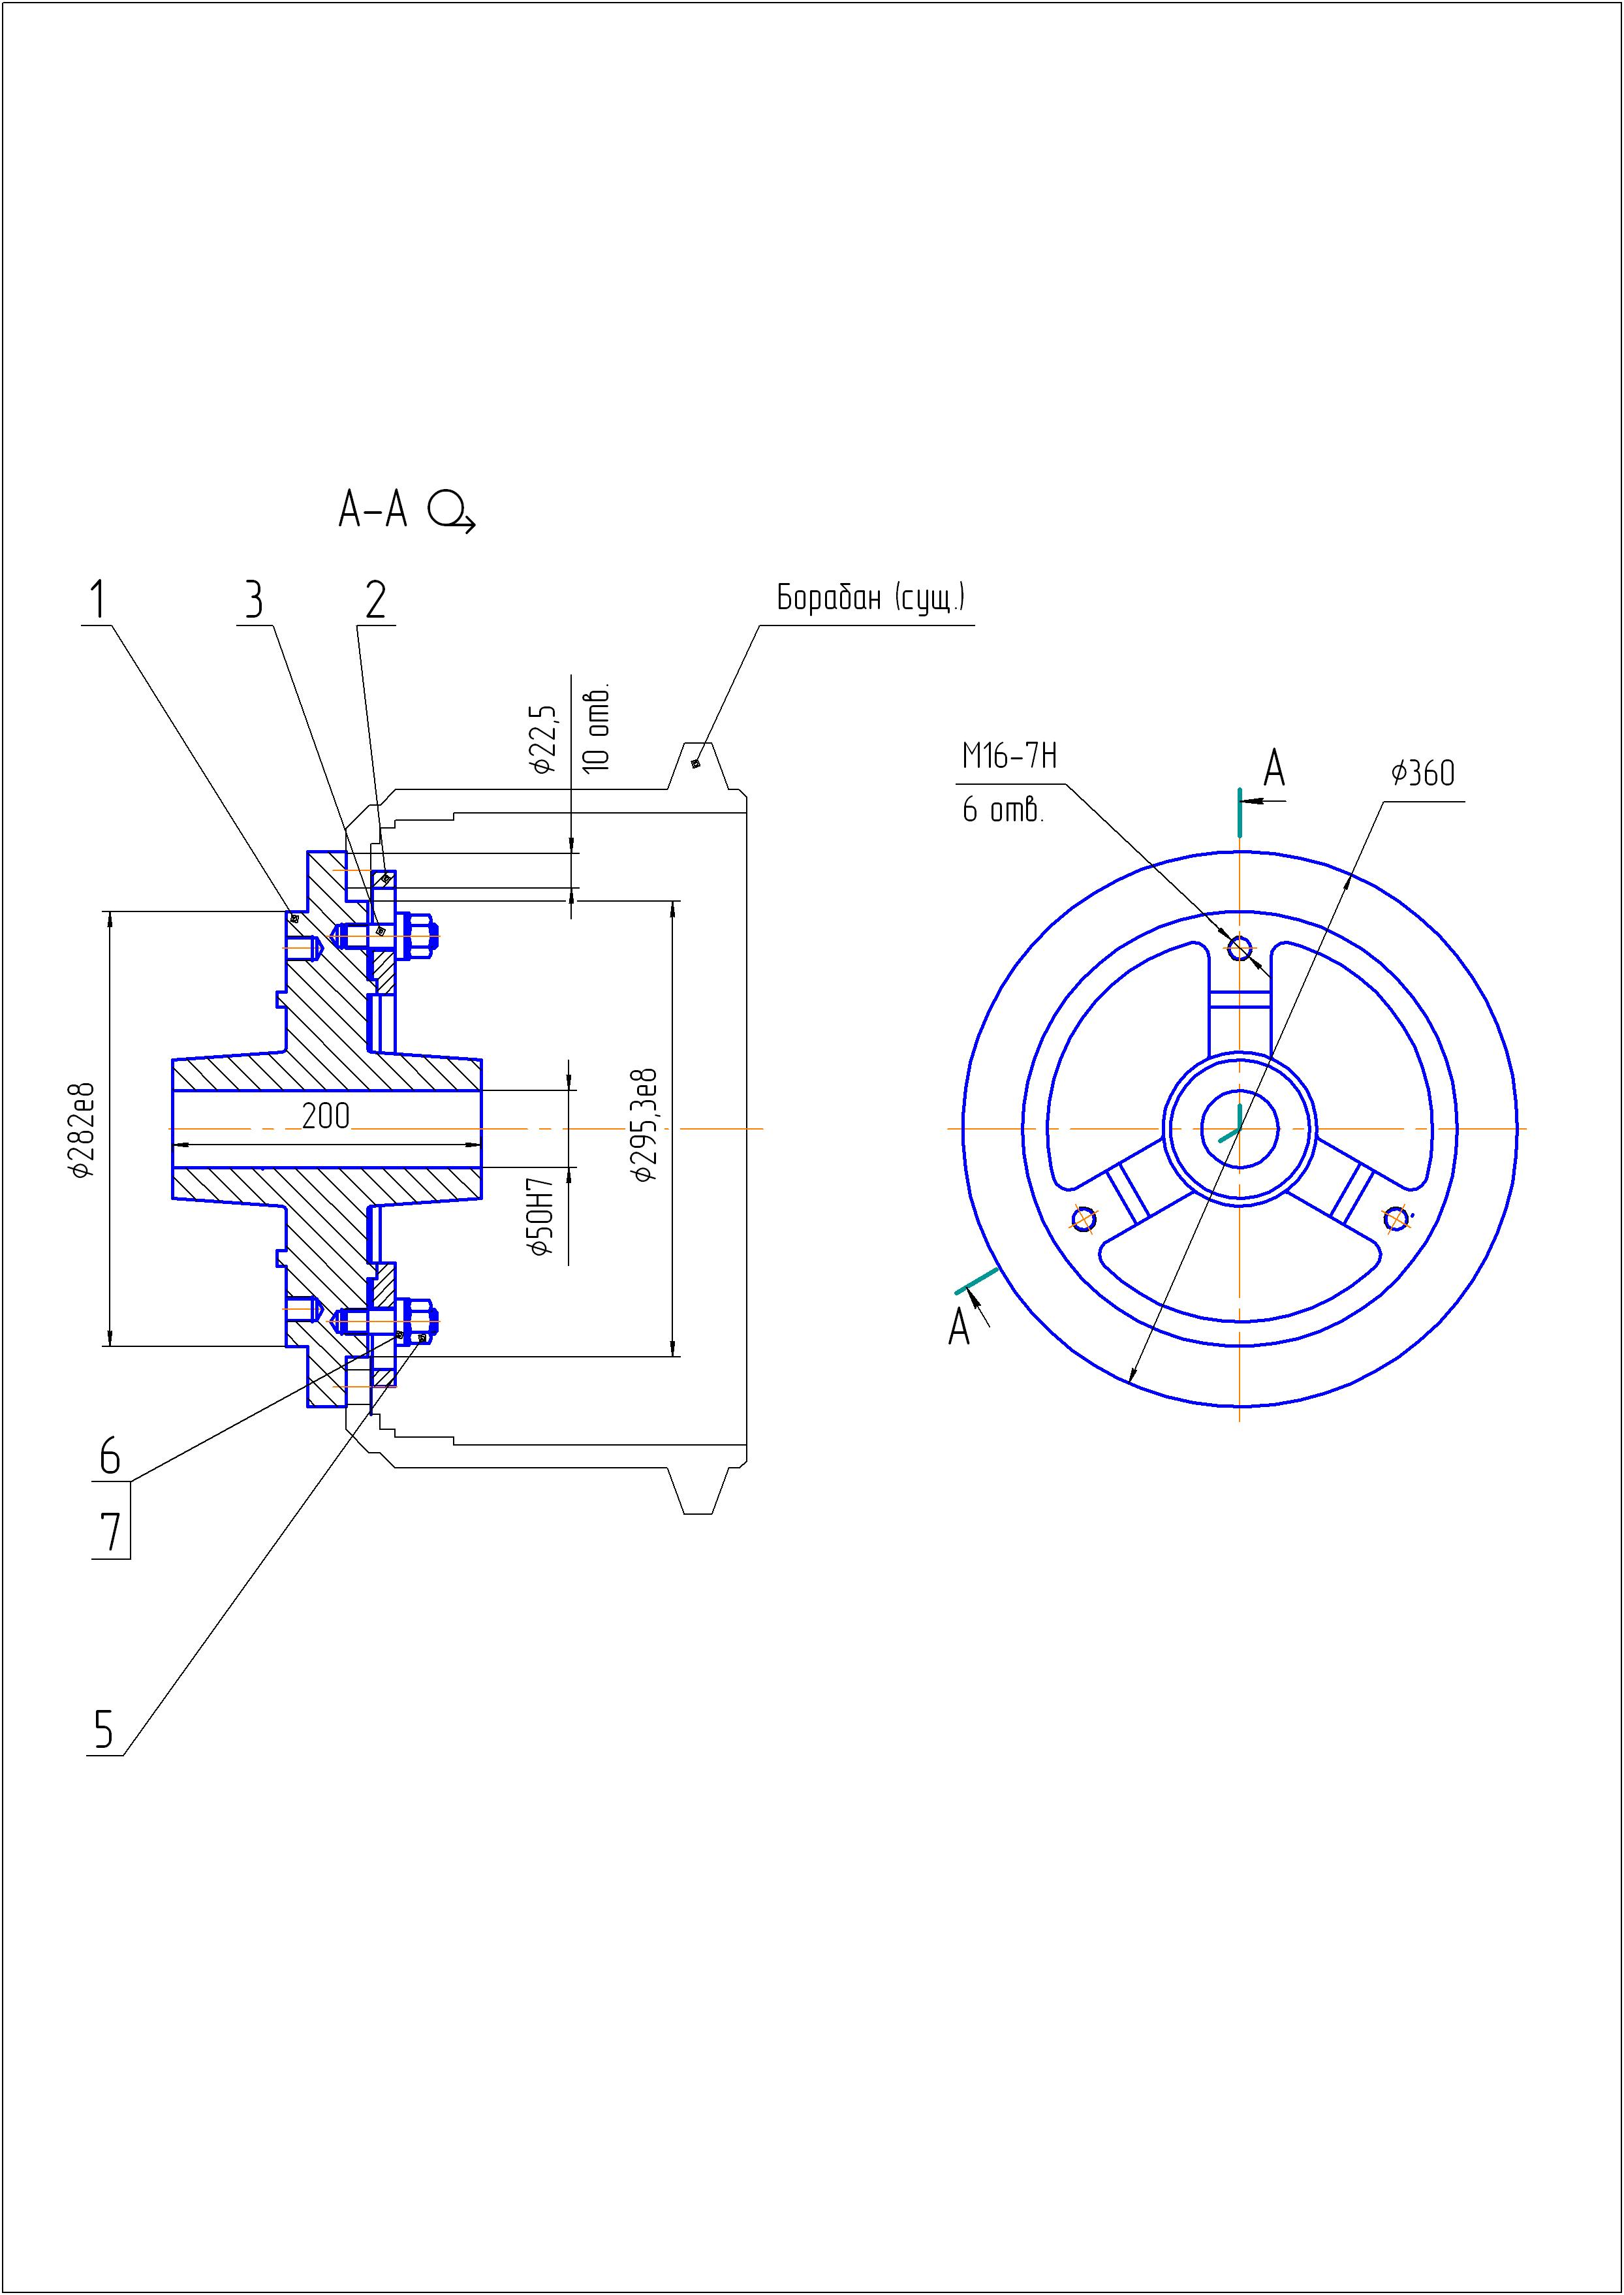 А-А
1
3
2
Борабан (сущ.)
ϕ22,5
10 отв.
М16-7Н
6 отв.
А
ϕ360
ϕ282е8
200
ϕ50Н7
ϕ295,3е8
А
6
7
5